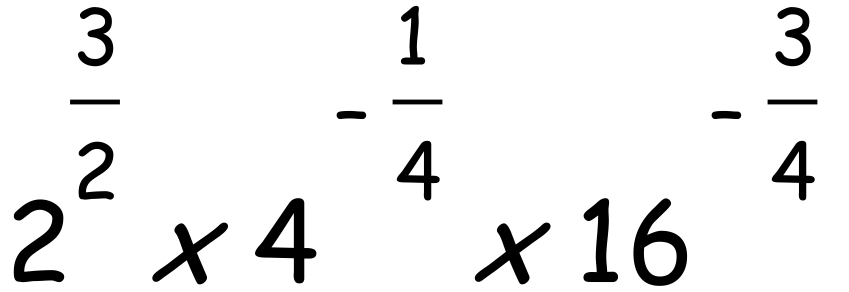 2^(3/2) x 4^(-1/4) x 16^(-3/4)